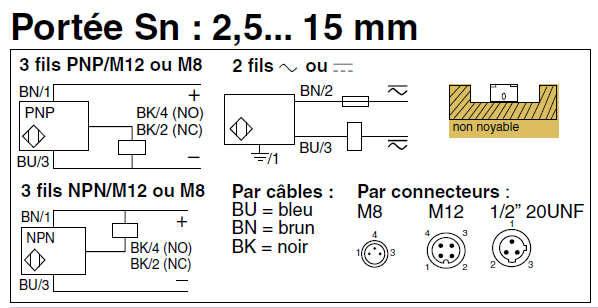 Portée Sn : 2,5... 15 mm
3 fils PNP/M12 ou M8
BN/1
+
PNP
BK/4 (NO)
BK/2 (NC)
BU/3
−
2 fils ~ ou ⎓
BN/2
BU/3
/1
non noyable
3 fils NPN/M12 ou M8
BN/1
+
NPN
BK/4 (NO)
BK/2 (NC)
BU/3
−
Par câbles :
BU = bleu
BN = brun
BK = noir
Par connecteurs :
M8 M12 1/2” 20UNF
4
1 3
4 3
1 2
1
2 3